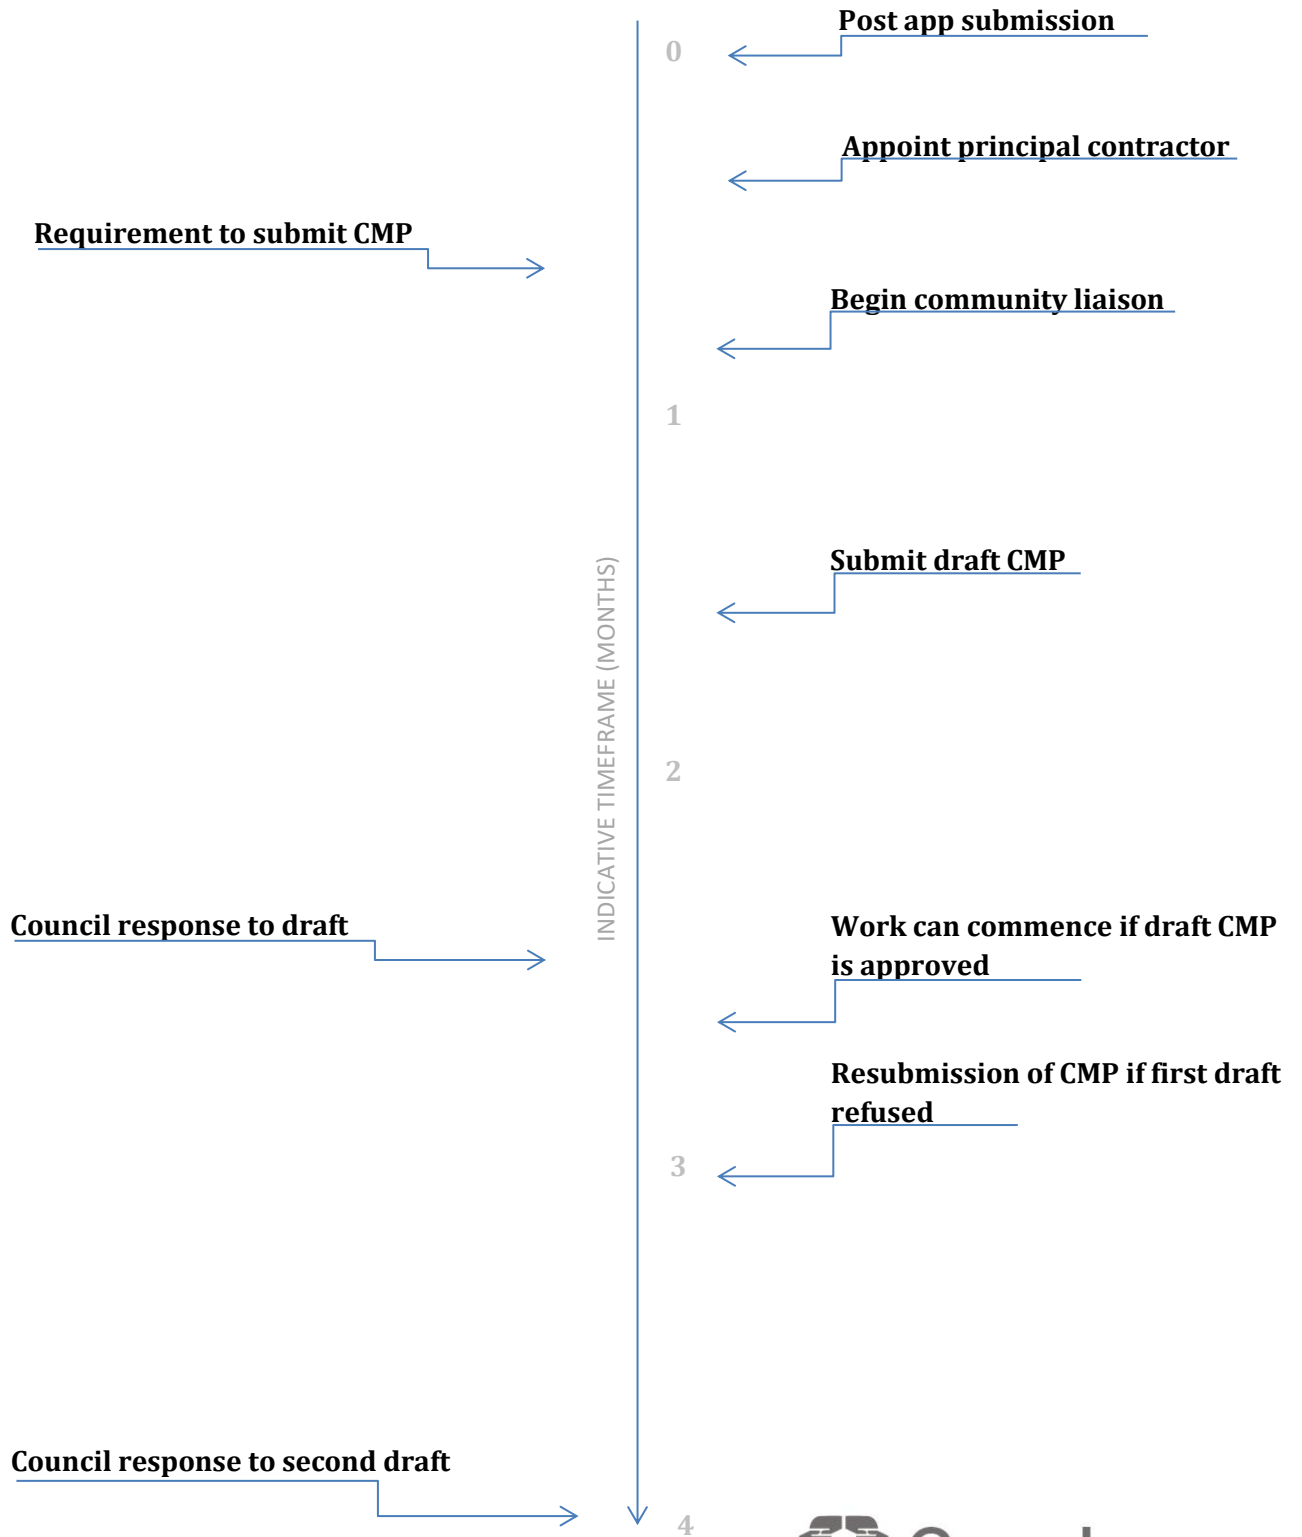 Post app submission
0
Appoint principal contractor
Requirement to submit CMP
Begin community liaison
1
Submit draft CMP
INDICATIVE TIMEFRAME (MONTHS)
2
Council response to draft
Work can commence if draft CMP
is approved
Resubmission of CMP if first draft
refused
3
Council response to second draft
4